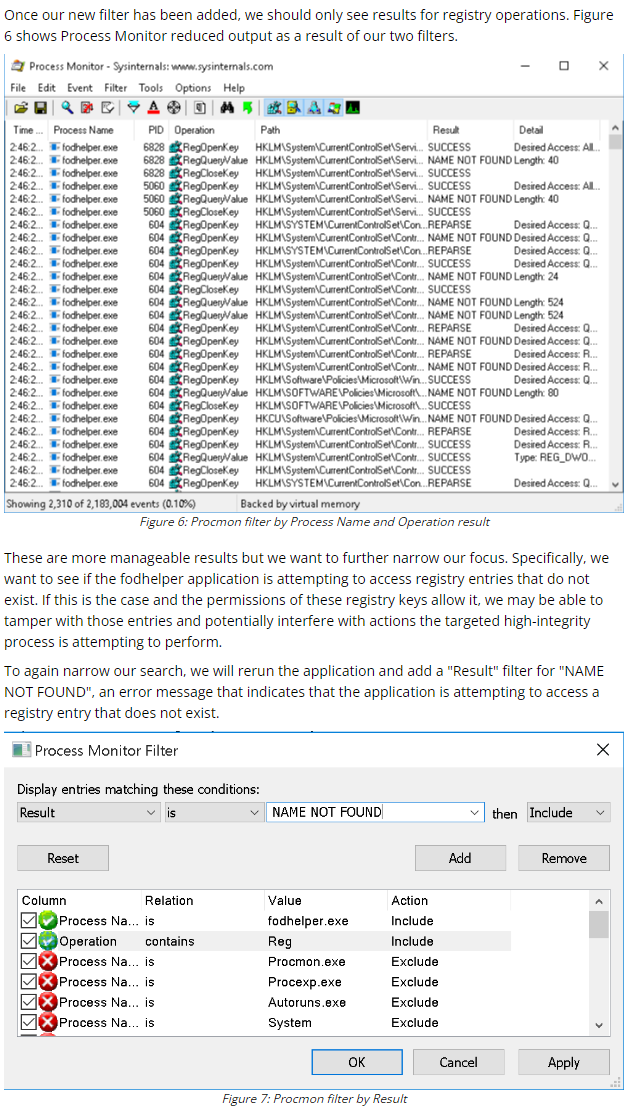 Once our new filter has been added, we should only see results for registry operations. Figure
6 shows Process Monitor reduced output as a result of our two filters.
Process Monitor - Sysinternals: www.sysinternals.com
File Edit Event Filter Tools Options Help
Time ... Process Name PID Operation Path Result Detail
2:46:2... fodhelper.exe 6828 RegOpenKey HKLM\System\CurrentControlSet\Servi... SUCCESS Desired Access: All...
2:46:2... fodhelper.exe 6828 RegQueryValue HKLM\System\CurrentControlSet\Servi... NAME NOT FOUND Length: 40
2:46:2... fodhelper.exe 6828 RegCloseKey HKLM\System\CurrentControlSet\Servi... SUCCESS
2:46:2... fodhelper.exe 5060 RegOpenKey HKLM\System\CurrentControlSet\Servi... SUCCESS Desired Access: All...
2:46:2... fodhelper.exe 5060 RegQueryValue HKLM\System\CurrentControlSet\Servi... NAME NOT FOUND Length: 40
2:46:2... fodhelper.exe 5060 RegCloseKey HKLM\System\CurrentControlSet\Servi... SUCCESS
2:46:2... fodhelper.exe 604 RegOpenKey HKLM\SYSTEM\CurrentControlSet\Con... REPARSE Desired Access: Q...
2:46:2... fodhelper.exe 604 RegOpenKey HKLM\System\CurrentControlSet\Contr... NAME NOT FOUND Desired Access: Q...
2:46:2... fodhelper.exe 604 RegOpenKey HKLM\SYSTEM\CurrentControlSet\Con... REPARSE Desired Access: Q...
2:46:2... fodhelper.exe 604 RegOpenKey HKLM\System\CurrentControlSet\Contr... SUCCESS Desired Access: Q...
2:46:2... fodhelper.exe 604 RegQueryValue HKLM\System\CurrentControlSet\Contr... NAME NOT FOUND Length: 24
2:46:2... fodhelper.exe 604 RegCloseKey HKLM\System\CurrentControlSet\Contr... SUCCESS
2:46:2... fodhelper.exe 604 RegQueryValue HKLM\System\CurrentControlSet\Contr... NAME NOT FOUND Length: 524
2:46:2... fodhelper.exe 604 RegQueryValue HKLM\System\CurrentControlSet\Contr... NAME NOT FOUND Length: 524
2:46:2... fodhelper.exe 604 RegOpenKey HKLM\System\CurrentControlSet\Contr... REPARSE Desired Access: Q...
2:46:2... fodhelper.exe 604 RegOpenKey HKLM\System\CurrentControlSet\Contr... NAME NOT FOUND Desired Access: Q...
2:46:2... fodhelper.exe 604 RegOpenKey HKLM\System\CurrentControlSet\Contr... REPARSE Desired Access: R...
2:46:2... fodhelper.exe 604 RegOpenKey HKLM\System\CurrentControlSet\Contr... NAME NOT FOUND Desired Access: R...
2:46:2... fodhelper.exe 604 RegOpenKey HKLM\Software\Policies\Microsoft\Win... SUCCESS Desired Access: Q...
2:46:2... fodhelper.exe 604 RegQueryValue HKLM\SOFTWARE\Policies\Microsoft\... NAME NOT FOUND Length: 80
2:46:2... fodhelper.exe 604 RegCloseKey HKLM\SOFTWARE\Policies\Microsoft\... SUCCESS
2:46:2... fodhelper.exe 604 RegOpenKey HKCU\Software\Policies\Microsoft\Win... NAME NOT FOUND Desired Access: Q...
2:46:2... fodhelper.exe 604 RegOpenKey HKLM\System\CurrentControlSet\Contr... REPARSE Desired Access: R...
2:46:2... fodhelper.exe 604 RegOpenKey HKLM\System\CurrentControlSet\Contr... SUCCESS Desired Access: R...
2:46:2... fodhelper.exe 604 RegQueryValue HKLM\System\CurrentControlSet\Contr... SUCCESS Type: REG_DWO...
2:46:2... fodhelper.exe 604 RegCloseKey HKLM\System\CurrentControlSet\Contr... SUCCESS
2:46:2... fodhelper.exe 604 RegOpenKey HKLM\SYSTEM\CurrentControlSet\Con... REPARSE Desired Access: Q...
Showing 2,310 of 2,183,004 events (0.10%) Backed by virtual memory
Figure 6: Procmon filter by Process Name and Operation result
These are more manageable results but we want to further narrow our focus. Specifically, we
want to see if the fodhelper application is attempting to access registry entries that do not
exist. If this is the case and the permissions of these registry keys allow it, we may be able to
tamper with those entries and potentially interfere with actions the targeted high-integrity
process is attempting to perform.
To again narrow our search, we will rerun the application and add a "Result" filter for "NAME
NOT FOUND", an error message that indicates that the application is attempting to access a
registry entry that does not exist.
Process Monitor Filter
Display entries matching these conditions:
Result is NAME NOT FOUND then Include
Reset Add Remove
Column Relation Value Action
Process Na... is fodhelper.exe Include
Operation contains Reg Include
Process Na... is Procmon.exe Exclude
Process Na... is Procexp.exe Exclude
Process Na... is Autoruns.exe Exclude
Process Na... is System Exclude
OK Cancel Apply
Figure 7: Procmon filter by Result